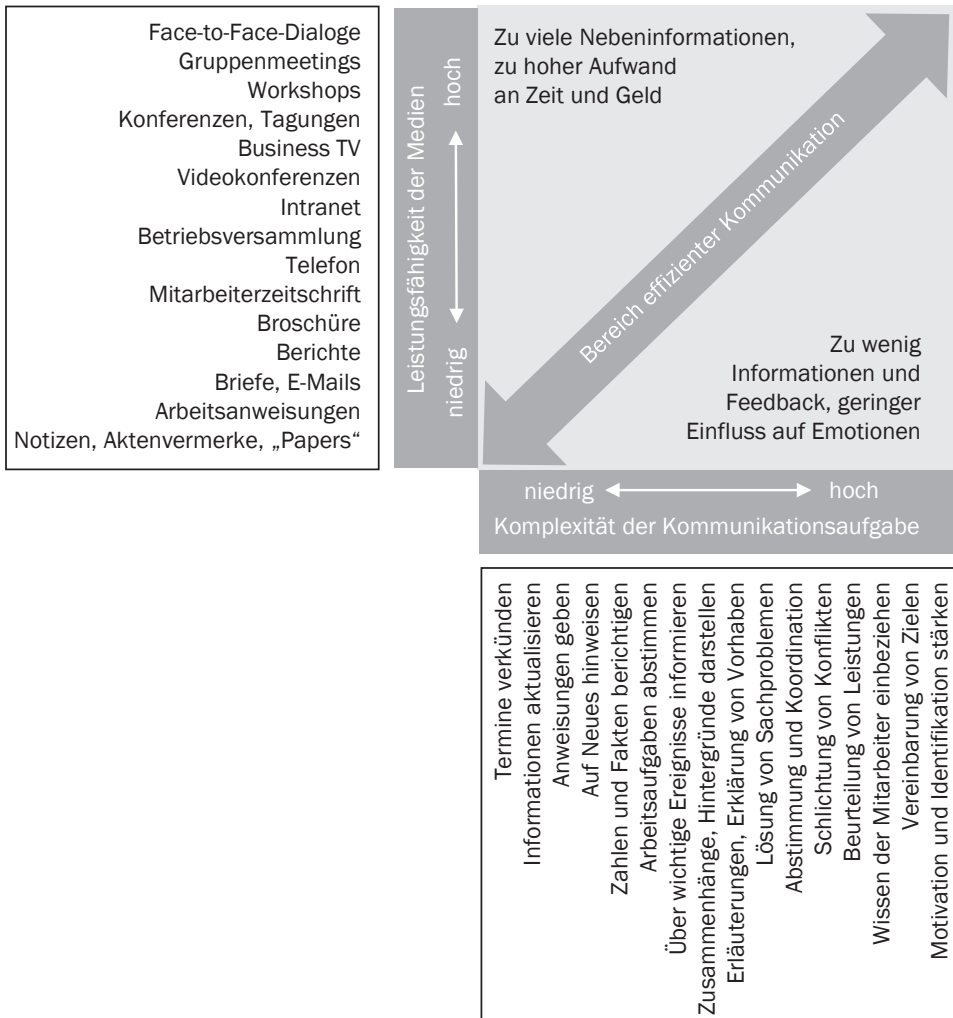 Face-to-Face-Dialoge
Gruppenmeetings
Workshops
Konferenzen, Tagungen
Business TV
Videokonferenzen
Intranet
Betriebsversammlung
Telefon
Mitarbeiterzeitschrift
Broschüre
Berichte
Briefe, E-Mails
Arbeitsanweisungen
Notizen, Aktenvermerke, „Papers“
Leistungsfähigkeit der Medien
hoch
niedrig
Zu viele Nebeninformationen,
zu hoher Aufwand
an Zeit und Geld
Bereich effizienter Kommunikation
Zu wenig
Informationen und
Feedback, geringer
Einfluss auf Emotionen
niedrig
hoch
Komplexität der Kommunikationsaufgabe
Termine verkünden
Informationen aktualisieren
Anweisungen geben
Auf Neues hinweisen
Zahlen und Fakten berichtigen
Arbeitsaufgaben abstimmen
Über wichtige Ereignisse informieren
Zusammenhänge, Hintergründe darstellen
Erläuterungen, Erklärung von Vorhaben
Lösung von Sachproblemen
Abstimmung und Koordination
Schlichtung von Konflikten
Beurteilung von Leistungen
Wissen der Mitarbeiter einbeziehen
Vereinbarung von Zielen
Motivation und Identifikation stärken